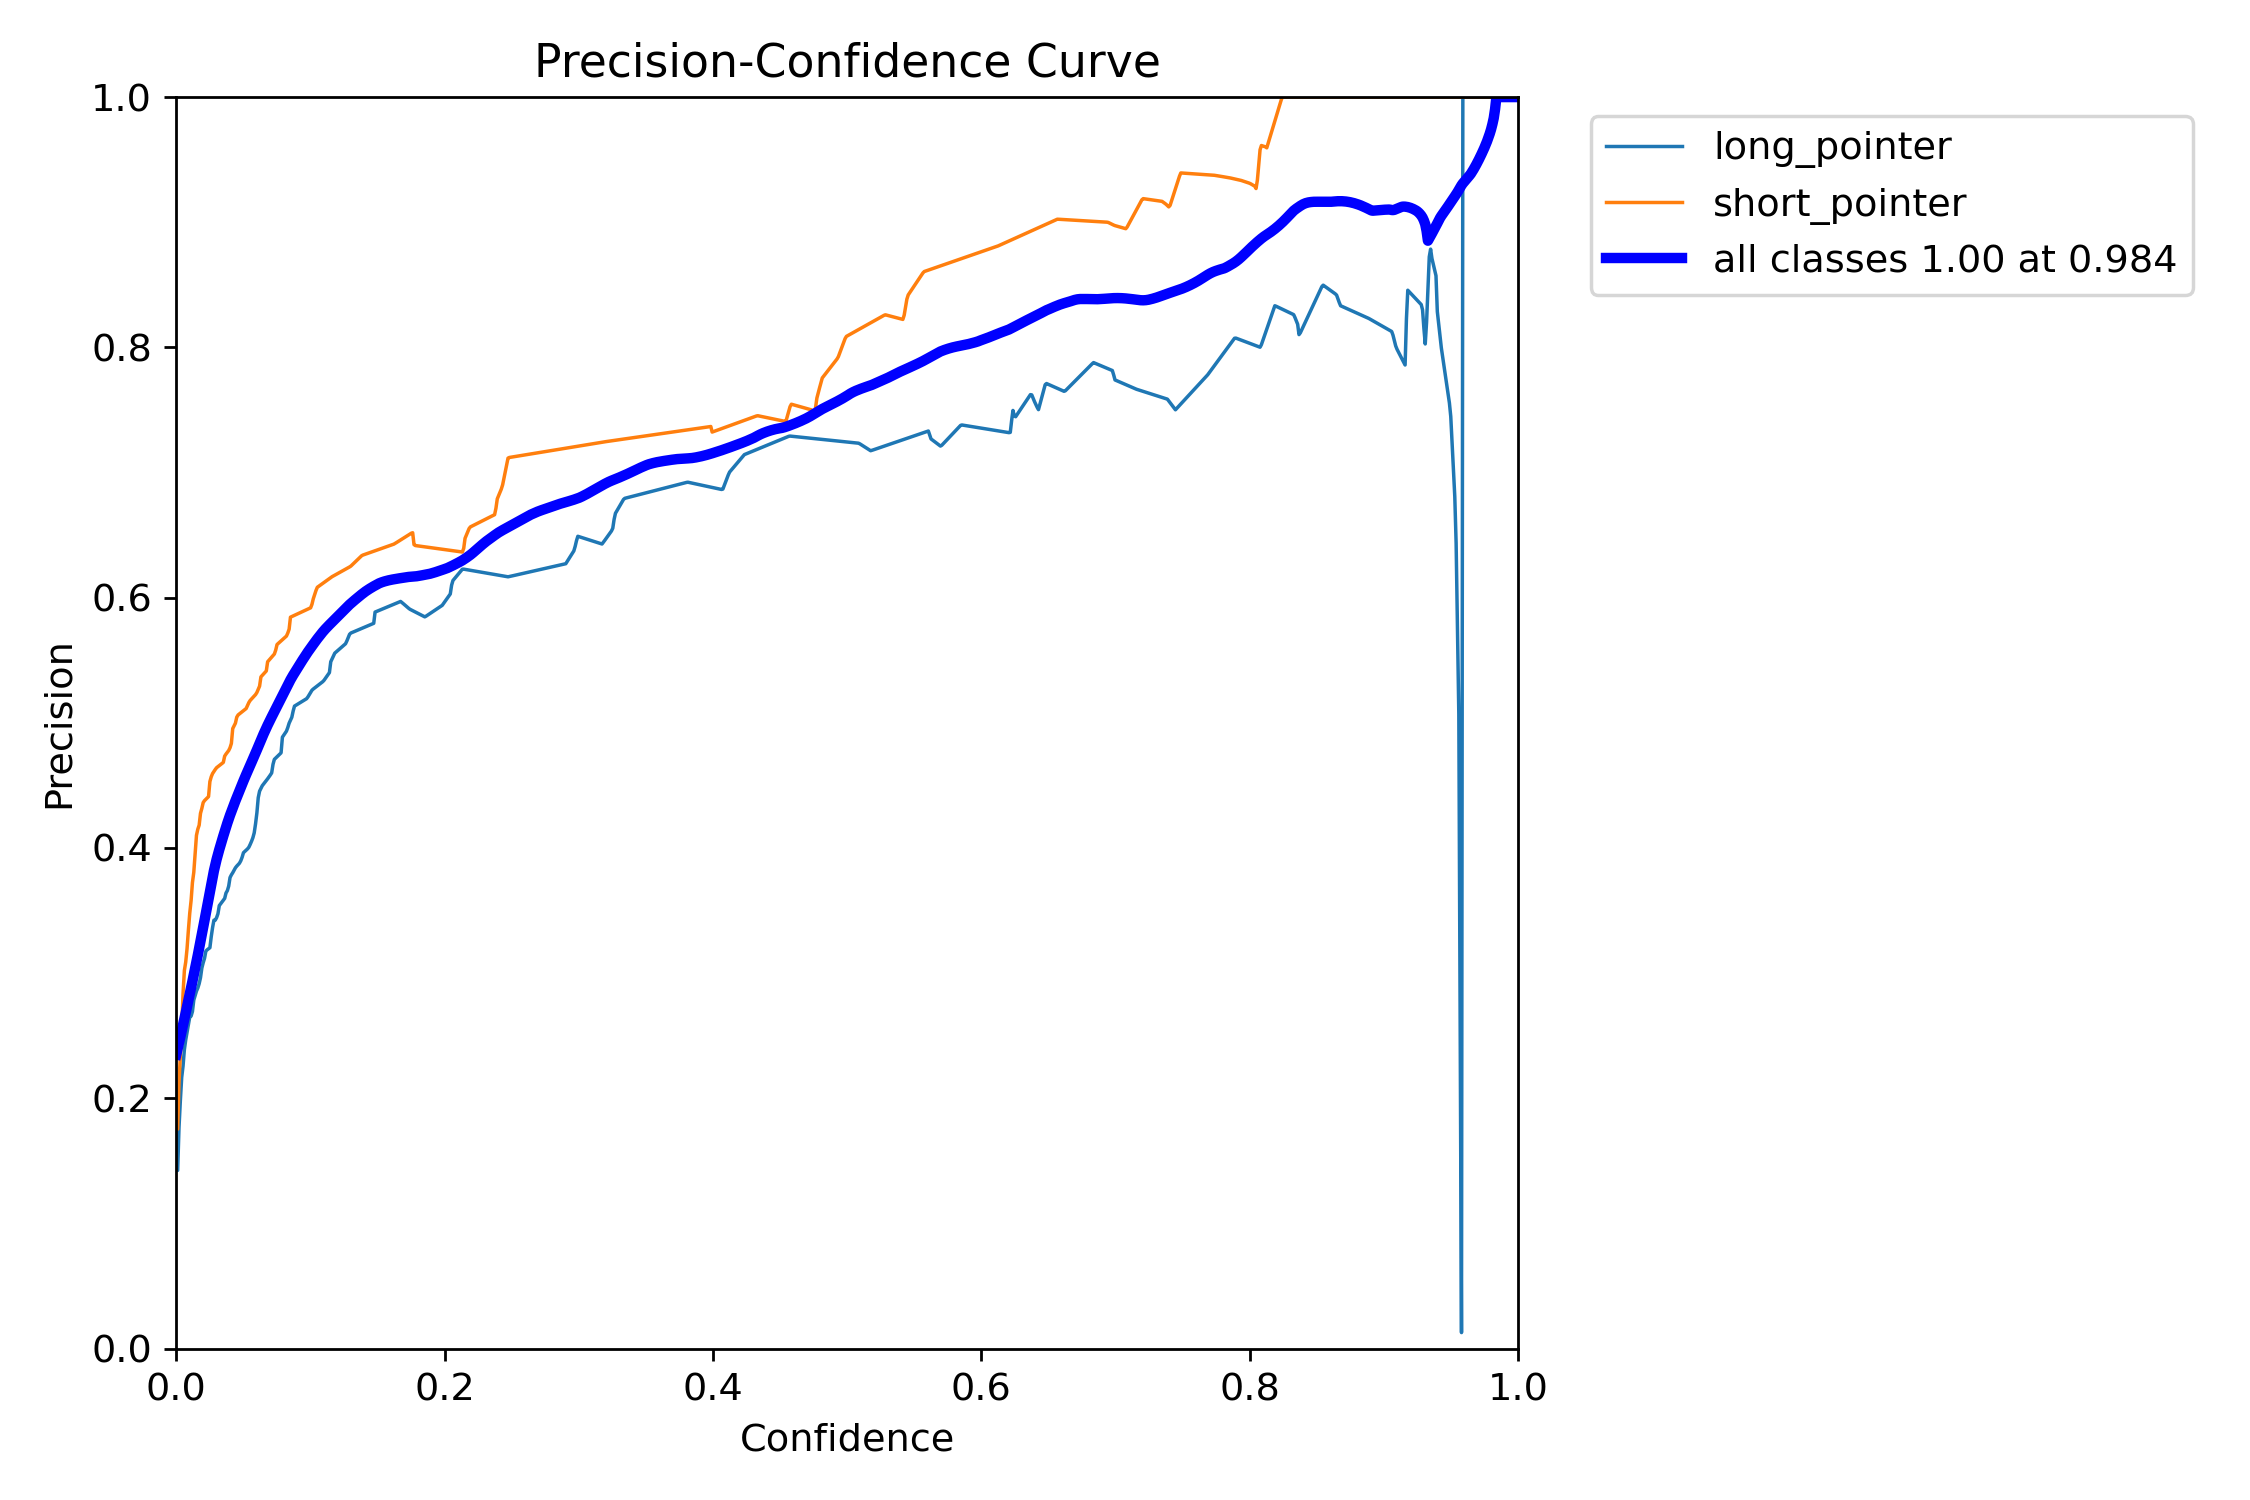 Precision-Confidence Curve
1.0
0.8
0.6
0.4
0.2
0.0
Precision
0.0 0.2 0.4 0.6 0.8 1.0
Confidence
long_pointer
short_pointer
all classes 1.00 at 0.984